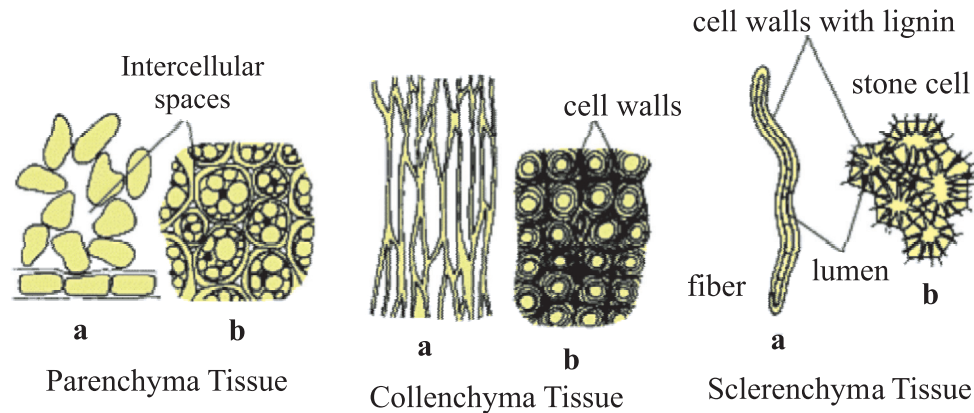 Intercellular
spaces
a
b
Parenchyma Tissue
cell walls
a
b
Collenchyma Tissue
cell walls with lignin
stone cell
lumen
fiber
b
a
Sclerenchyma Tissue